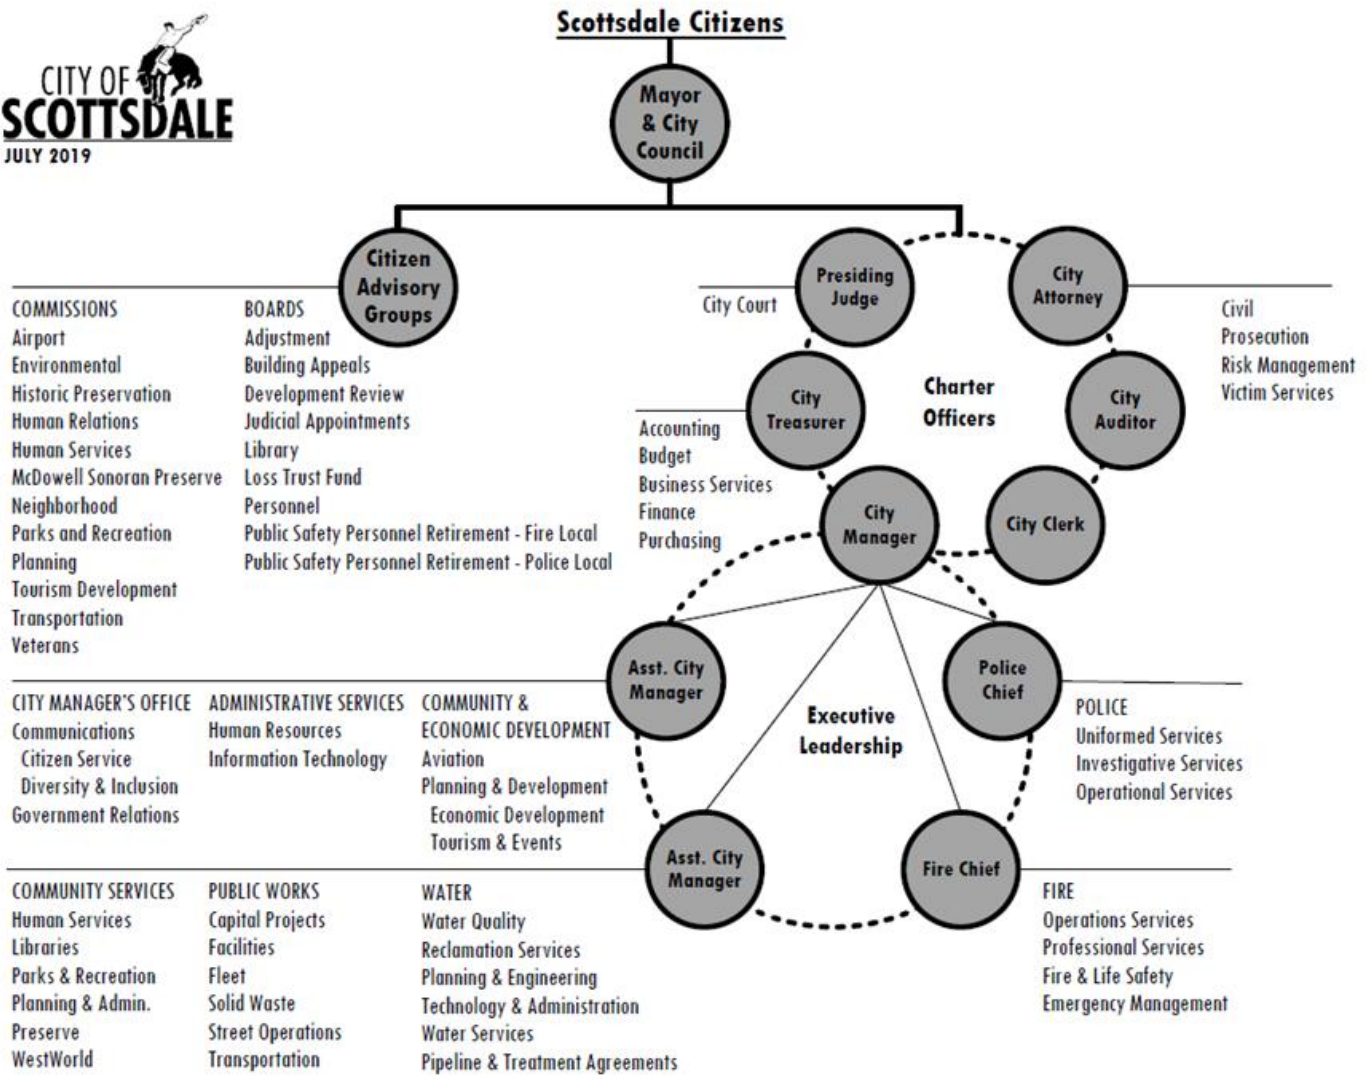 Scottsdale Citizens
CITY OF
SCOTTSDALE
JULY 2019
Mayor
& City
Council
Citizen
Advisory
Groups
COMMISSIONS
Airport
Environmental
Historic Preservation
Human Relations
Human Services
McDowell Sonoran Preserve
Neighborhood
Parks and Recreation
Planning
Tourism Development
Transportation
Veterans
BOARDS
Adjustment
Building Appeals
Development Review
Judicial Appointments
Library
Loss Trust Fund
Personnel
Public Safety Personnel Retirement - Fire Local
Public Safety Personnel Retirement - Police Local
Presiding
Judge
City Court
City
Attorney
Civil
Prosecution
Risk Management
Victim Services
City
Treasurer
Accounting
Budget
Business Services
Finance
Purchasing
Charter
Officers
City
Auditor
City
Manager
City Clerk
Asst. City
Manager
CITY MANAGER'S OFFICE
Communications
Citizen Service
Diversity & Inclusion
Government Relations
ADMINISTRATIVE SERVICES
Human Resources
Information Technology
COMMUNITY &
ECONOMIC DEVELOPMENT
Aviation
Planning & Development
Economic Development
Tourism & Events
Executive
Leadership
Police
Chief
POLICE
Uniformed Services
Investigative Services
Operational Services
Asst. City
Manager
COMMUNITY SERVICES
Human Services
Libraries
Parks & Recreation
Planning & Admin.
Preserve
WestWorld
PUBLIC WORKS
Capital Projects
Facilities
Fleet
Solid Waste
Street Operations
Transportation
WATER
Water Quality
Reclamation Services
Planning & Engineering
Technology & Administration
Water Services
Pipeline & Treatment Agreements
Fire Chief
FIRE
Operations Services
Professional Services
Fire & Life Safety
Emergency Management